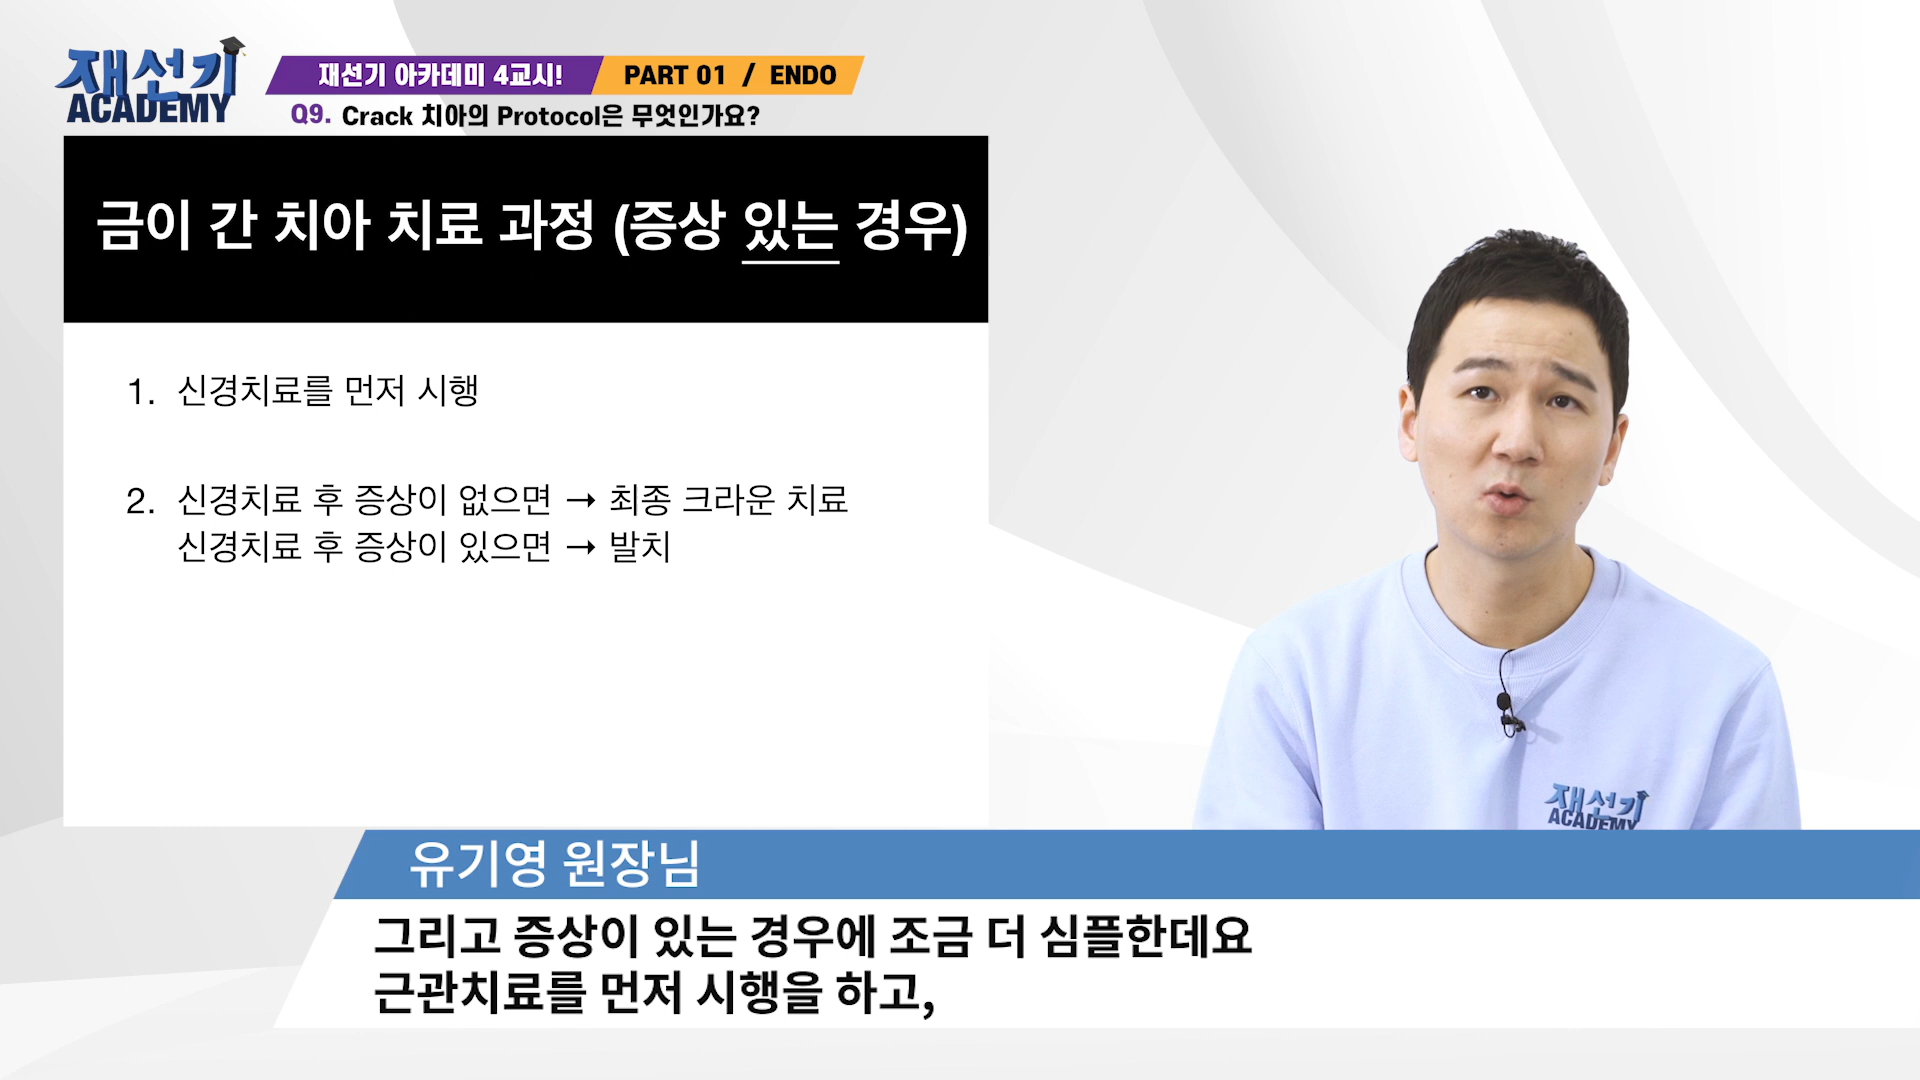 재선기
ACADEMY
재선기 아카데미 4교시!
PART 01 / ENDO
Q9. Crack 치아의 Protocol은 무엇인가요?
금이 간 치아 치료 과정 (증상 있는 경우)
1. 신경치료를 먼저 시행
2. 신경치료 후 증상이 없으면 → 최종 크라운 치료
신경치료 후 증상이 있으면 → 발치
재선기
ACADEMY
유기영 원장님
그리고 증상이 있는 경우에 조금 더 심플한데요
근관치료를 먼저 시행을 하고,